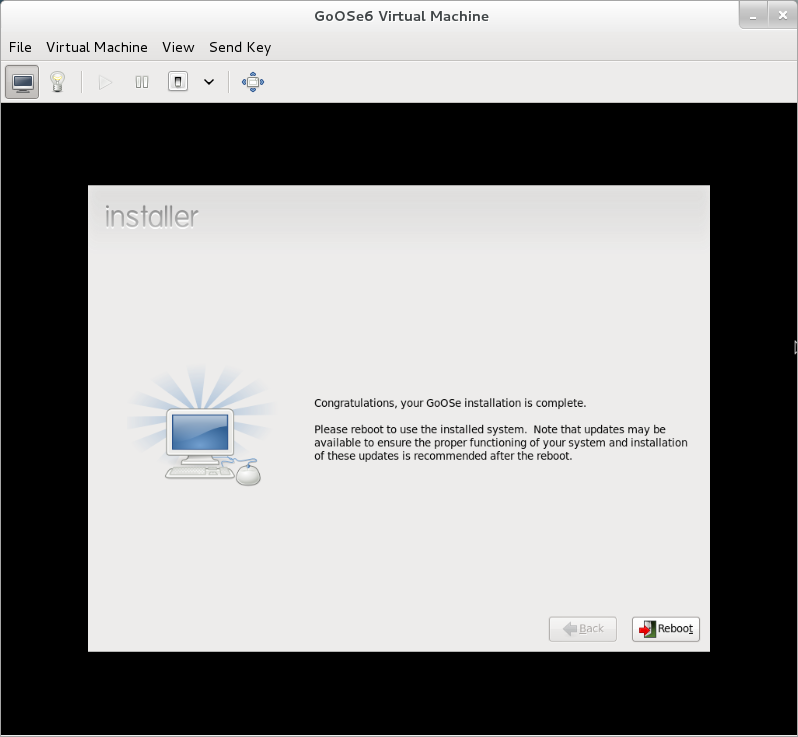 GoOSe6 Virtual Machine
File Virtual Machine View Send Key
installer
Congratulations, your GoOSe installation is complete.
Please reboot to use the installed system.  Note that updates may be
available to ensure the proper functioning of your system and installation
of these updates is recommended after the reboot.
Back Reboot